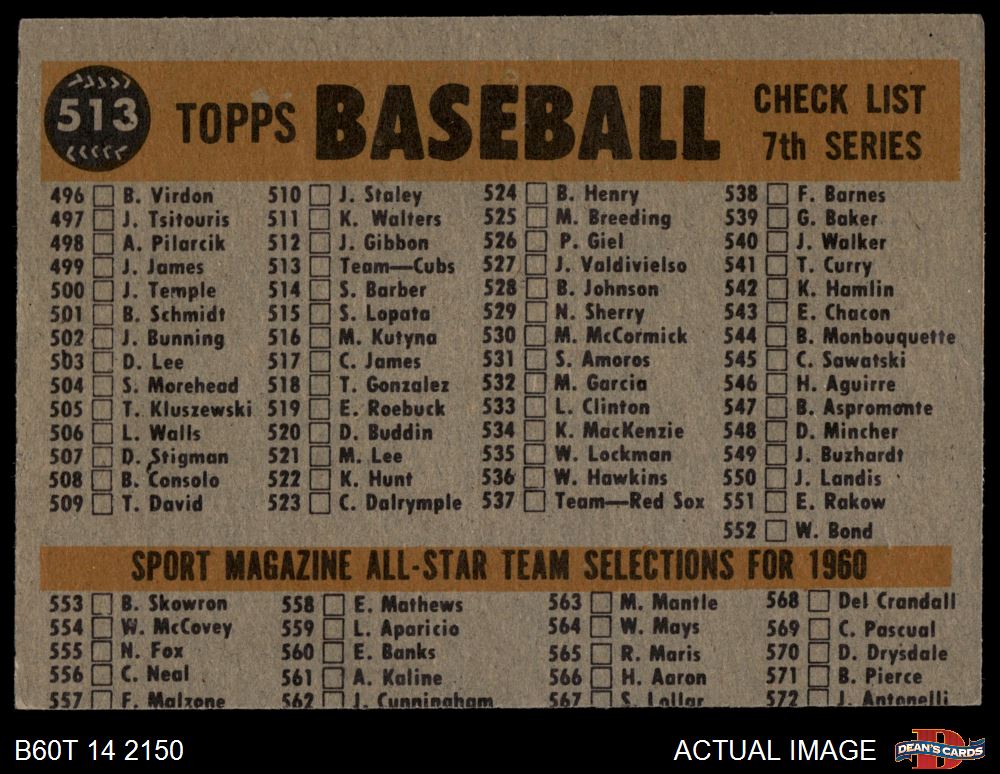 513
TOPPS BASEBALL
CHECK LIST
7th SERIES
496 B. Virdon
497 J. Tsitouris
498 A. Pilarcik
499 J. James
500 J. Temple
501 B. Schmidt
502 J. Bunning
503 D. Lee
504 S. Morehead
505 T. Kluszewski
506 L. Walls
507 D. Stigman
508 B. Consolo
509 T. David
510 J. Staley
511 K. Walters
512 J. Gibbon
513 Team—Cubs
514 S. Barber
515 S. Lopata
516 M. Kutyna
517 C. James
518 T. Gonzalez
519 E. Roebuck
520 D. Buddin
521 M. Lee
522 K. Hunt
523 C. Dalrymple
524 B. Henry
525 M. Breeding
526 P. Giel
527 J. Valdivielso
528 B. Johnson
529 N. Sherry
530 M. McCormick
531 S. Amoros
532 M. Garcia
533 L. Clinton
534 K. MacKenzie
535 W. Lockman
536 W. Hawkins
537 Team—Red Sox
538 F. Barnes
539 G. Baker
540 J. Walker
541 T. Curry
542 K. Hamlin
543 E. Chacon
544 B. Monbouquette
545 C. Sawatski
546 H. Aguirre
547 B. Aspromonte
548 D. Mincher
549 J. Buzhardt
550 J. Landis
551 E. Rakow
552 W. Bond
SPORT MAGAZINE ALL-STAR TEAM SELECTIONS FOR 1960
553 B. Skowron
554 W. McCovey
555 N. Fox
556 C. Neal
557 F. Malzone
558 E. Mathews
559 L. Aparicio
560 E. Banks
561 A. Kaline
562 J. Cunningham
563 M. Mantle
564 W. Mays
565 R. Maris
566 H. Aaron
567 S. Lollar
568 Del Crandall
569 C. Pascual
570 D. Drysdale
571 B. Pierce
572 J. Antonelli
B60T 14 2150
ACTUAL IMAGE
D
DEAN'S CARDS